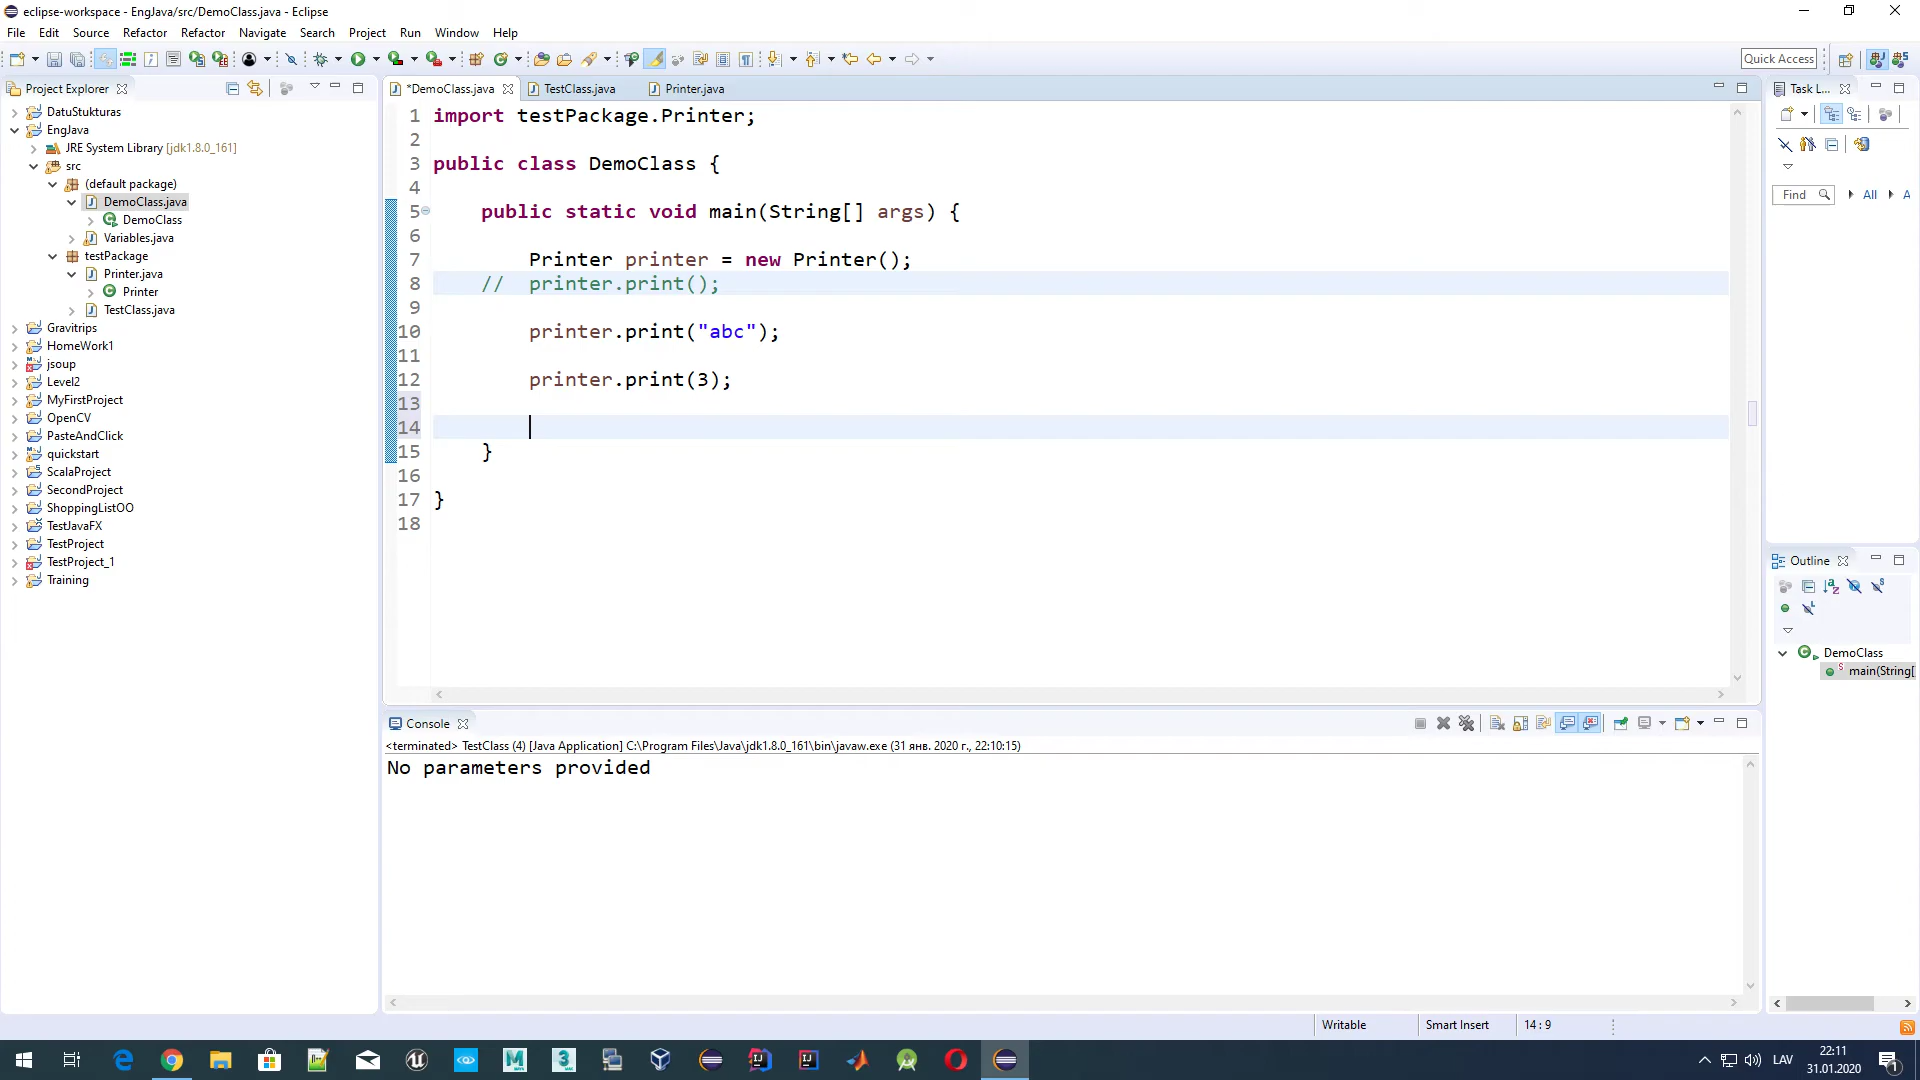 eclipse-workspace - EngJava/src/DemoClass.java - Eclipse
File Edit Source Refactor Refactor Navigate Search Project Run Window Help
Quick Access
Project Explorer
DatuStukturas
EngJava
JRE System Library [jdk1.8.0_161]
src
(default package)
DemoClass.java
DemoClass
Variables.java
testPackage
Printer.java
Printer
TestClass.java
Gravitrips
HomeWork1
jsoup
Level2
MyFirstProject
OpenCV
PasteAndClick
quickstart
ScalaProject
SecondProject
ShoppingListOO
TestJavaFX
TestProject
TestProject_1
Training
*DemoClass.java TestClass.java Printer.java
1 import testPackage.Printer;
2
3 public class DemoClass {
4
5 public static void main(String[] args) {
6
7 Printer printer = new Printer();
8 // printer.print();
9
10 printer.print("abc");
11
12 printer.print(3);
13
14
15 }
16
17 }
18
Task L...
Find All A
Outline
DemoClass
main(String[
Console
<terminated> TestClass (4) [Java Application] C:\Program Files\Java\jdk1.8.0_161\bin\javaw.exe (31 янв. 2020 г., 22:10:15)
No parameters provided
Writable Smart Insert 14 : 9
LAV
22:11
31.01.2020
1